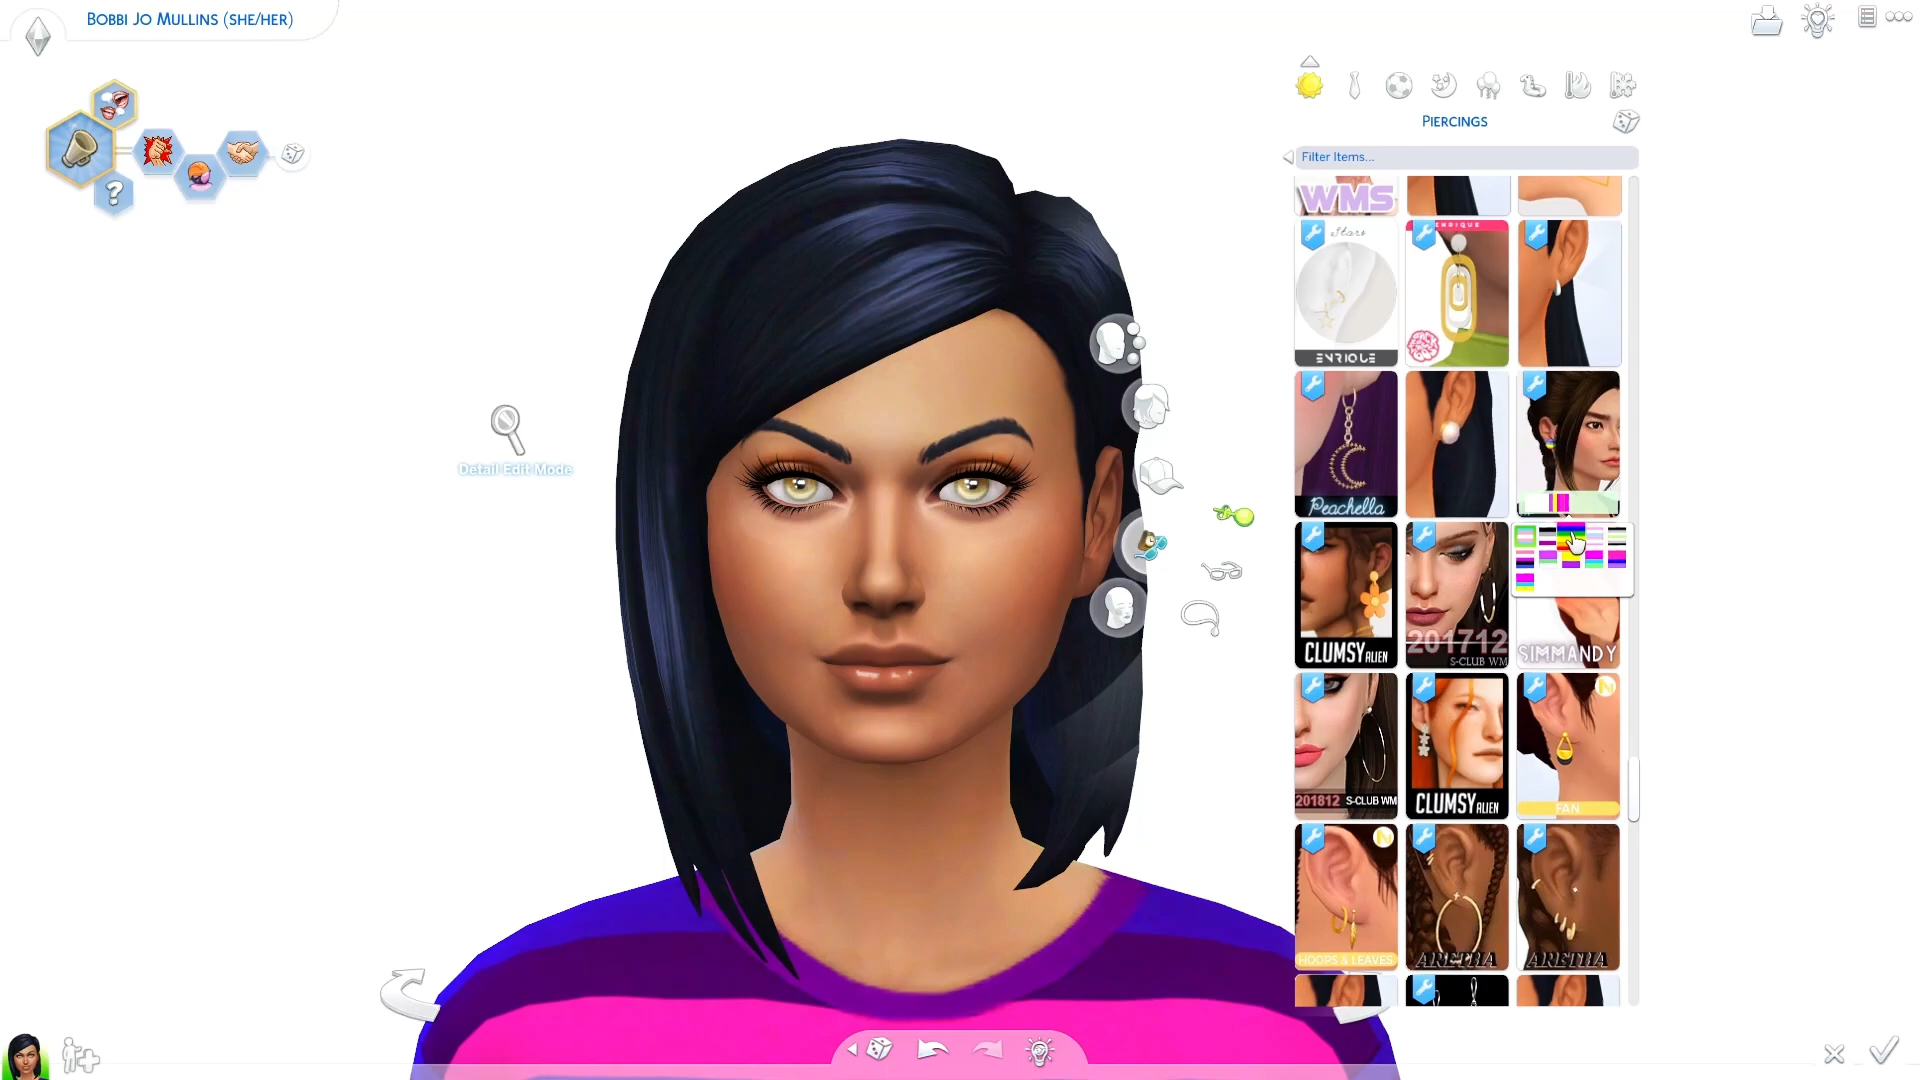 Bobbi Jo Mullins (she/her)
Piercings
Filter Items...
WMS
Stars
ENRIQUE
ENRIQUE
Detail Edit Mode
Peachella
CLUMSY ALIEN
201712
S-CLUB WM
SIMMANDY
201812 S-CLUB WM
CLUMSY ALIEN
FAN
HOOPS & LEAVES
ARETHA
ARETHA